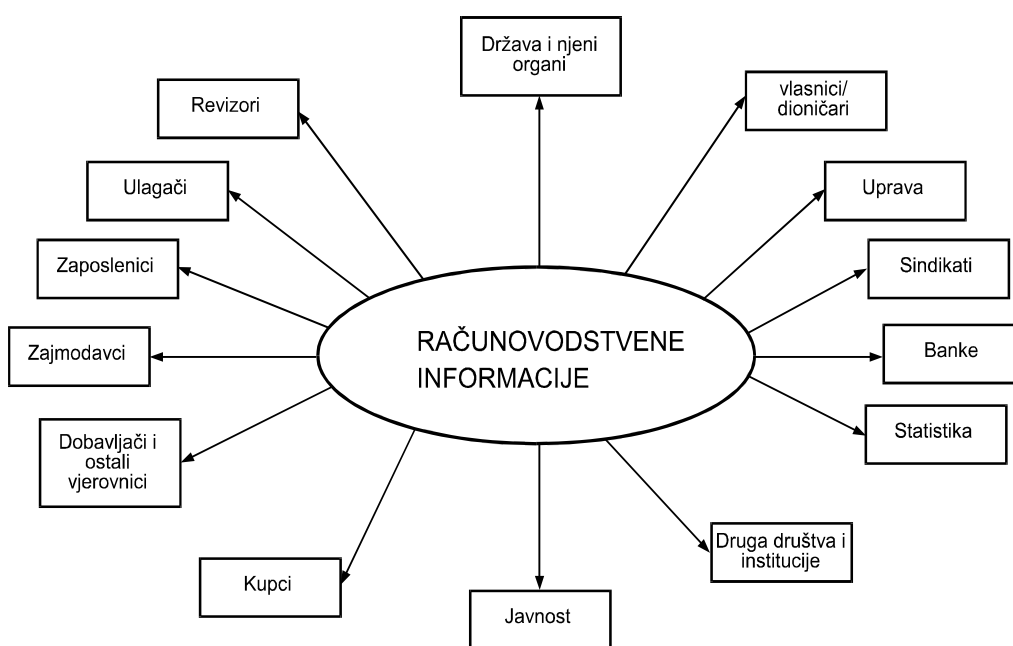 Država i njeni
organi
vlasnici/
dioničari
Revizori
Ulagači
Uprava
Zaposlenici
Sindikati
RAČUNOVODSTVENE
INFORMACIJE
Zajmodavci
Banke
Dobavljači i
ostali
vjerovnici
Statistika
Druga društva i
institucije
Kupci
Javnost